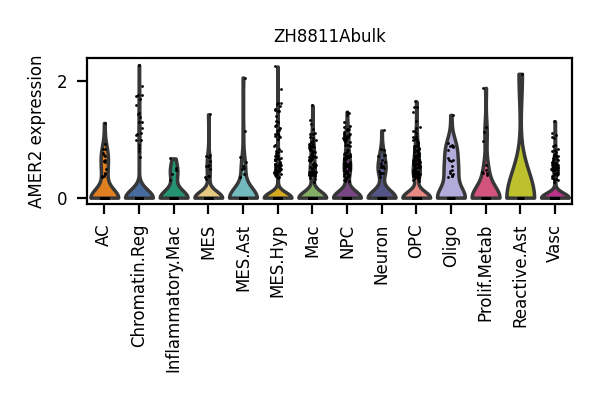 ZH8811Abulk
AMER2 expression
2
0
AC
Chromatin.Reg
Inflammatory.Mac
MES
MES.Ast
MES.Hyp
Mac
NPC
Neuron
OPC
Oligo
Prolif.Metab
Reactive.Ast
Vasc